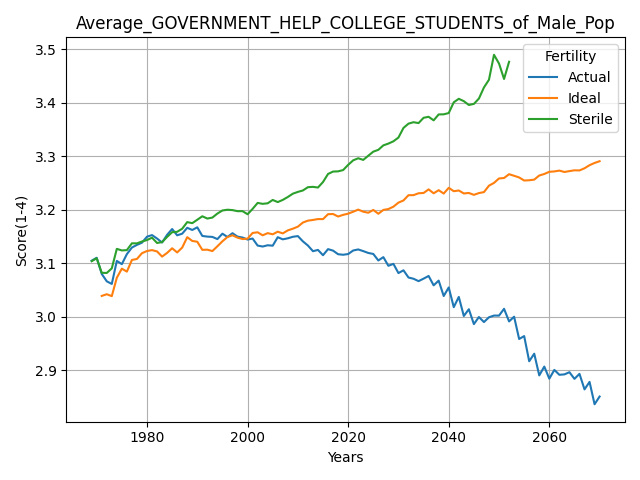 Average_GOVERNMENT_HELP_COLLEGE_STUDENTS_of_Male_Pop
Fertility
Actual
Ideal
Sterile
3.5
3.4
3.3
3.2
3.1
3.0
2.9
Score(1-4)
1980
2000
2020
2040
2060
Years